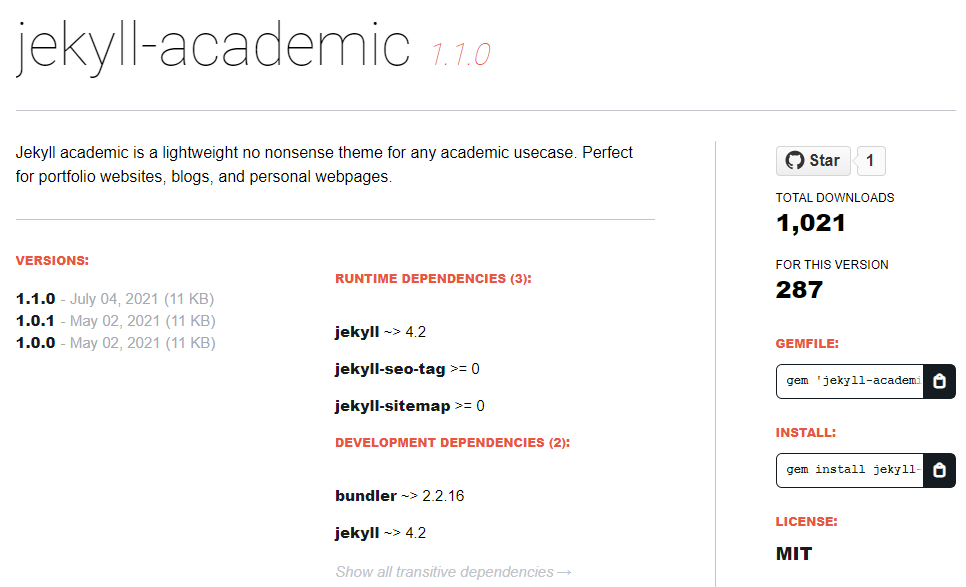 jekyll-academic 1.1.0
Jekyll academic is a lightweight no nonsense theme for any academic usecase. Perfect
for portfolio websites, blogs, and personal webpages.
VERSIONS:
1.1.0 - July 04, 2021 (11 KB)
1.0.1 - May 02, 2021 (11 KB)
1.0.0 - May 02, 2021 (11 KB)
RUNTIME DEPENDENCIES (3):
jekyll ~> 4.2
jekyll-seo-tag >= 0
jekyll-sitemap >= 0
DEVELOPMENT DEPENDENCIES (2):
bundler ~> 2.2.16
jekyll ~> 4.2
Show all transitive dependencies →
Star 1
TOTAL DOWNLOADS
1,021
FOR THIS VERSION
287
GEMFILE:
gem 'jekyll-academi
INSTALL:
gem install jekyll-
LICENSE:
MIT